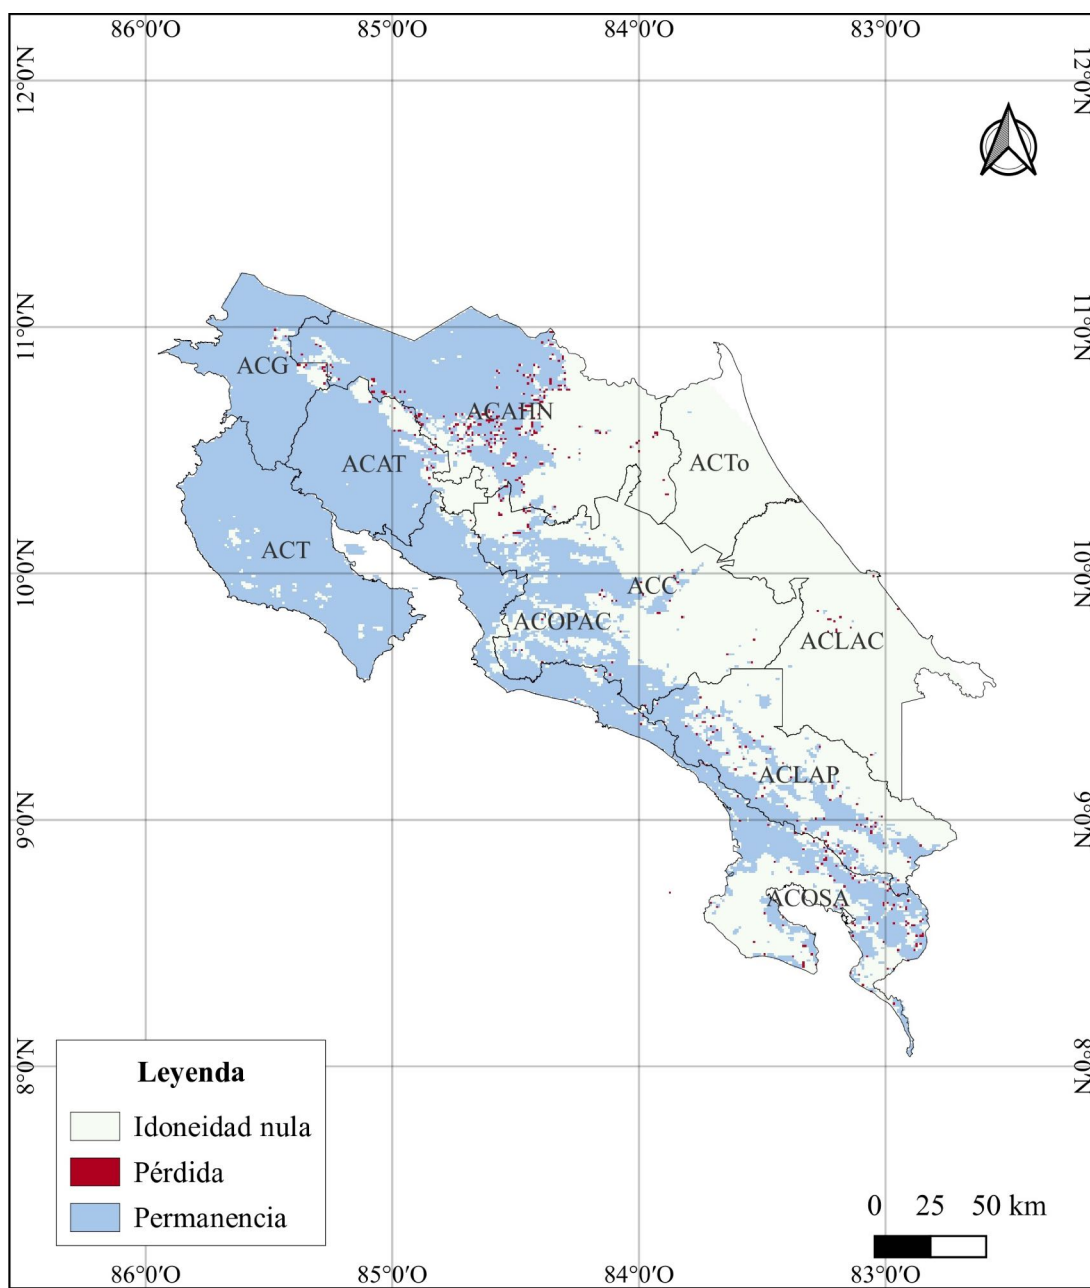 86°0'O 85°0'O 84°0'O 83°0'O
12°0'N 12°0'N
11°0'N 11°0'N
ACG
ACAHN
ACAT
ACTo
ACT
10°0'N 10°0'N
ACC
ACOPAC
ACLAC
ACLAP
9°0'N 9°0'N
ACOSA
8°0'N 8°0'N
Leyenda
Idoneidad nula
Pérdida
Permanencia
0 25 50 km
86°0'O 85°0'O 84°0'O 83°0'O